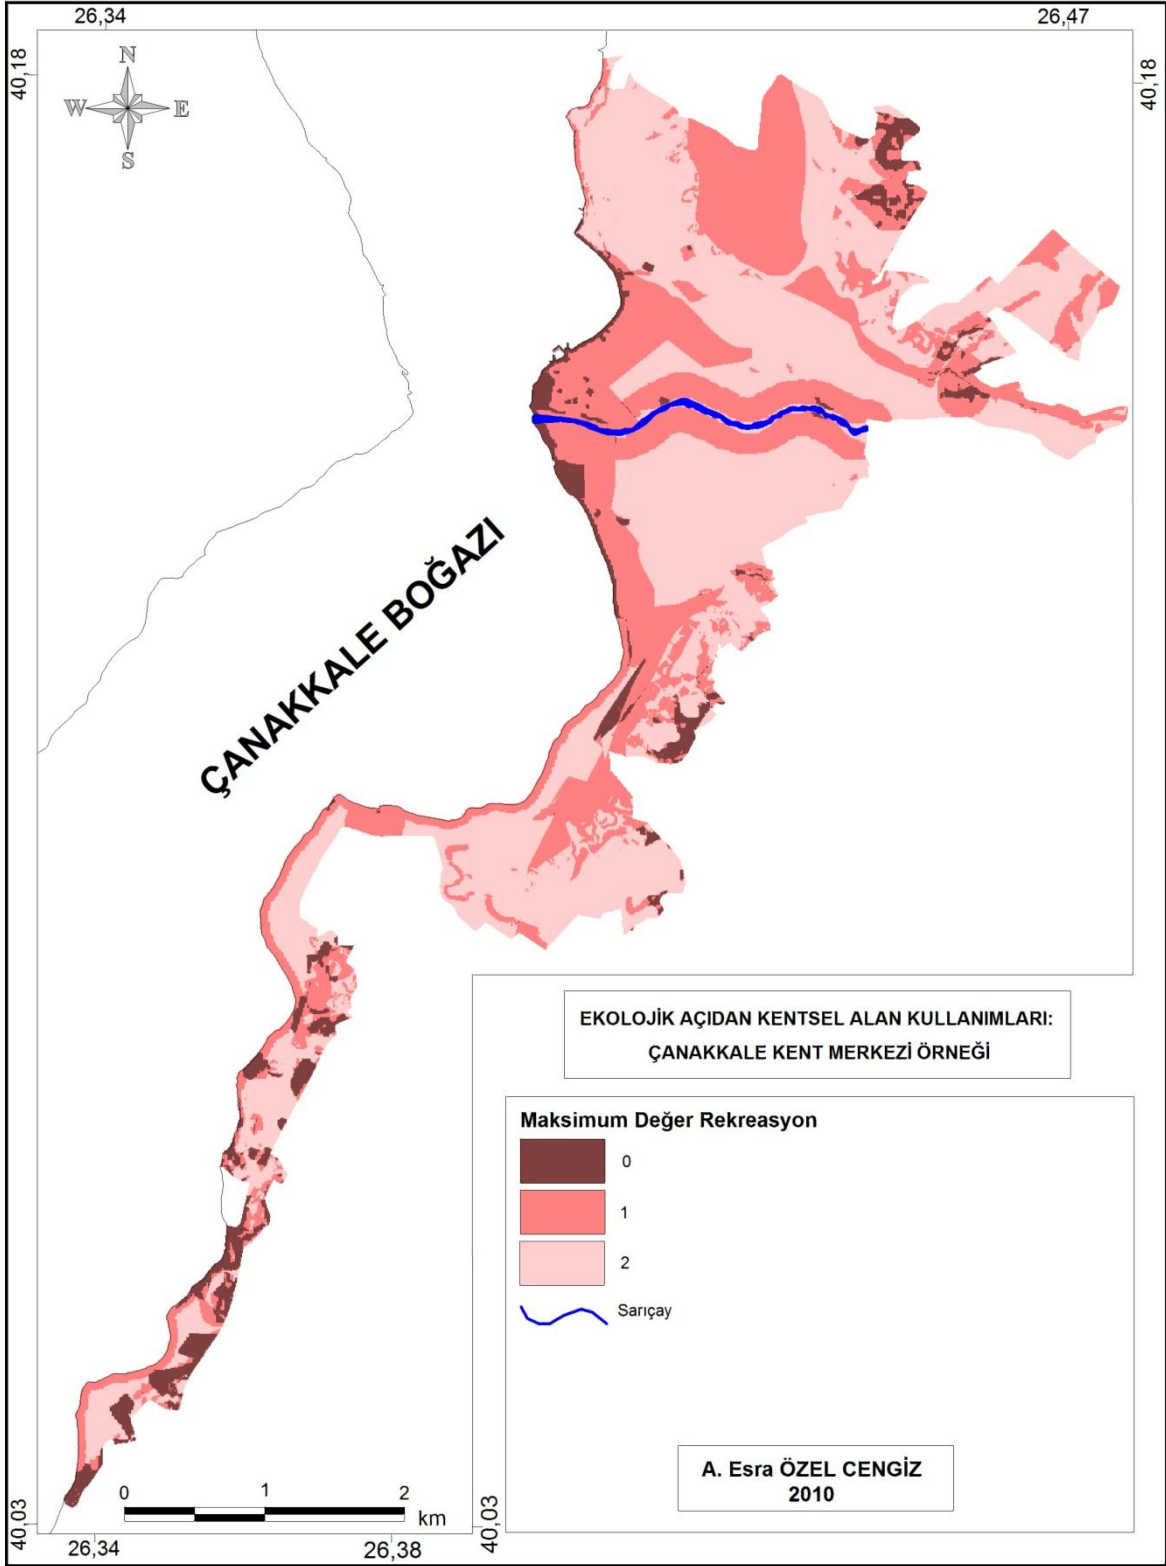 26,34
26,47
40,18
40,18
N
W
E
S
ÇANAKKALE BOĞAZI
EKOLOJİK AÇIDAN KENTSEL ALAN KULLANIMLARI:
ÇANAKKALE KENT MERKEZİ ÖRNEĞİ
Maksimum Değer Rekreasyon
0
1
2
Sarıçay
A. Esra ÖZEL CENGİZ
2010
0
1
2
km
40,03
40,03
26,34
26,38